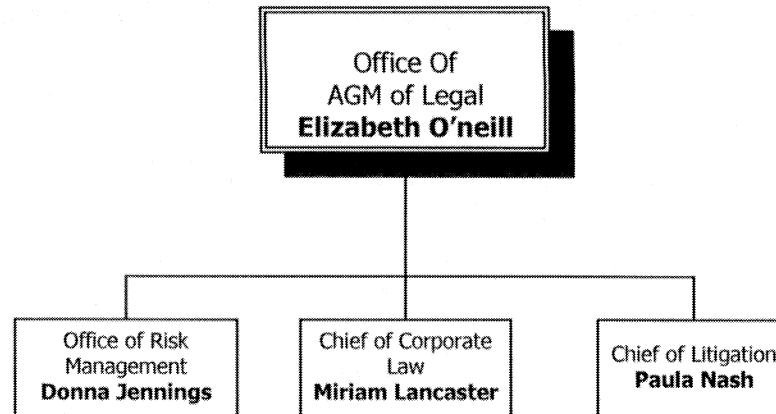 Office Of
AGM of Legal
Elizabeth O'neill
Office of Risk
Management
Donna Jennings
Chief of Corporate
Law
Miriam Lancaster
Chief of Litigation
Paula Nash